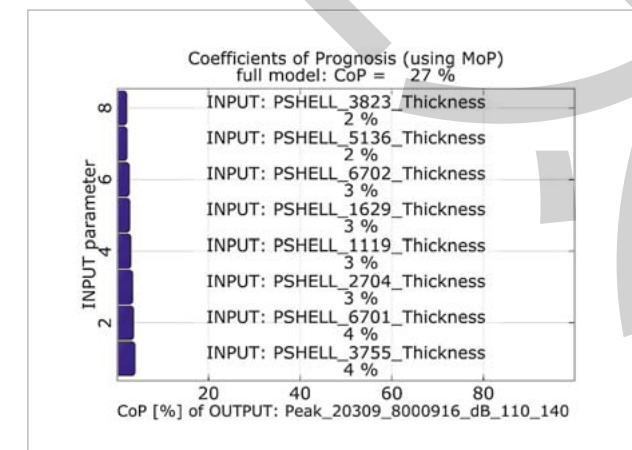 Coefficients of Prognosis (using MoP)
full model: CoP = 27 %
INPUT: PSHELL_3823_Thickness
2 %
INPUT: PSHELL_5136_Thickness
2 %
INPUT: PSHELL_6702_Thickness
3 %
INPUT: PSHELL_1629_Thickness
3 %
INPUT: PSHELL_1119_Thickness
3 %
INPUT: PSHELL_2704_Thickness
3 %
INPUT: PSHELL_6701_Thickness
4 %
INPUT: PSHELL_3755_Thickness
4 %
INPUT parameter
8
6
4
2
20 40 60 80
CoP [%] of OUTPUT: Peak_20309_8000916_dB_110_140